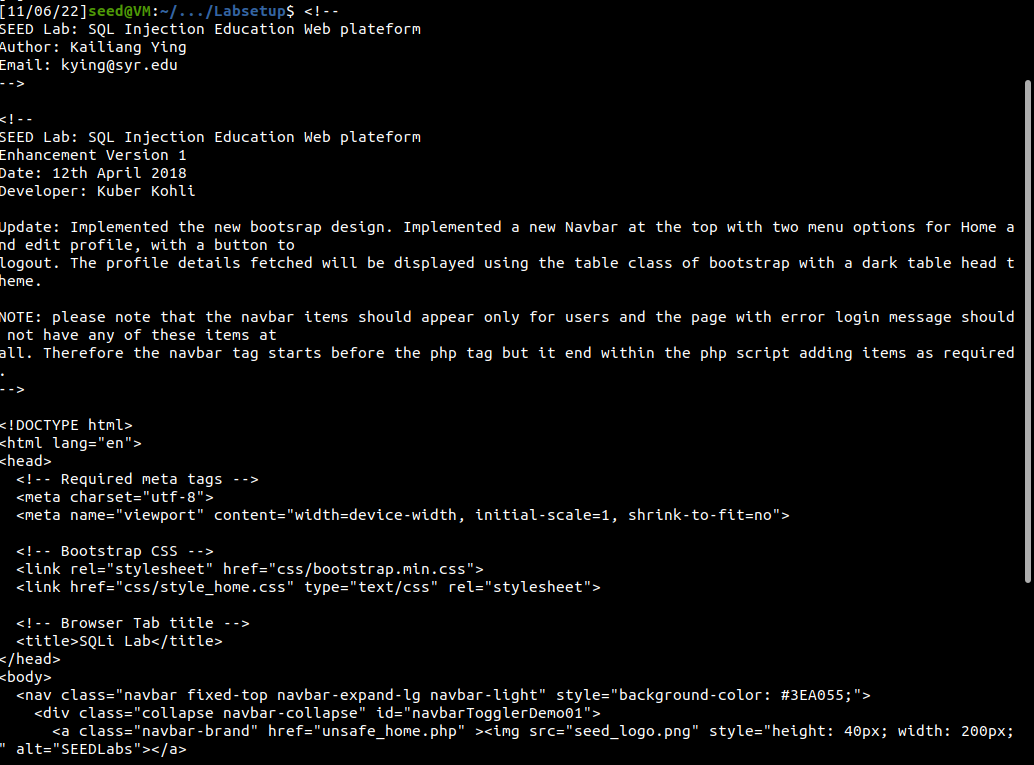 [11/06/22]seed@VM:~/.../Labsetup$ <!--
SEED Lab: SQL Injection Education Web plateform
Author: Kailiang Ying
Email: kying@syr.edu
-->

<!--
SEED Lab: SQL Injection Education Web plateform
Enhancement Version 1
Date: 12th April 2018
Developer: Kuber Kohli

Update: Implemented the new bootsrap design. Implemented a new Navbar at the top with two menu options for Home a
nd edit profile, with a button to
logout. The profile details fetched will be displayed using the table class of bootstrap with a dark table head t
heme.

NOTE: please note that the navbar items should appear only for users and the page with error login message should
 not have any of these items at
all. Therefore the navbar tag starts before the php tag but it end within the php script adding items as required
.
-->

<!DOCTYPE html>
<html lang="en">
<head>
  <!-- Required meta tags -->
  <meta charset="utf-8">
  <meta name="viewport" content="width=device-width, initial-scale=1, shrink-to-fit=no">

  <!-- Bootstrap CSS -->
  <link rel="stylesheet" href="css/bootstrap.min.css">
  <link href="css/style_home.css" type="text/css" rel="stylesheet">

  <!-- Browser Tab title -->
  <title>SQLi Lab</title>
</head>
<body>
  <nav class="navbar fixed-top navbar-expand-lg navbar-light" style="background-color: #3EA055;">
    <div class="collapse navbar-collapse" id="navbarTogglerDemo01">
      <a class="navbar-brand" href="unsafe_home.php" ><img src="seed_logo.png" style="height: 40px; width: 200px;
" alt="SEEDLabs"></a>